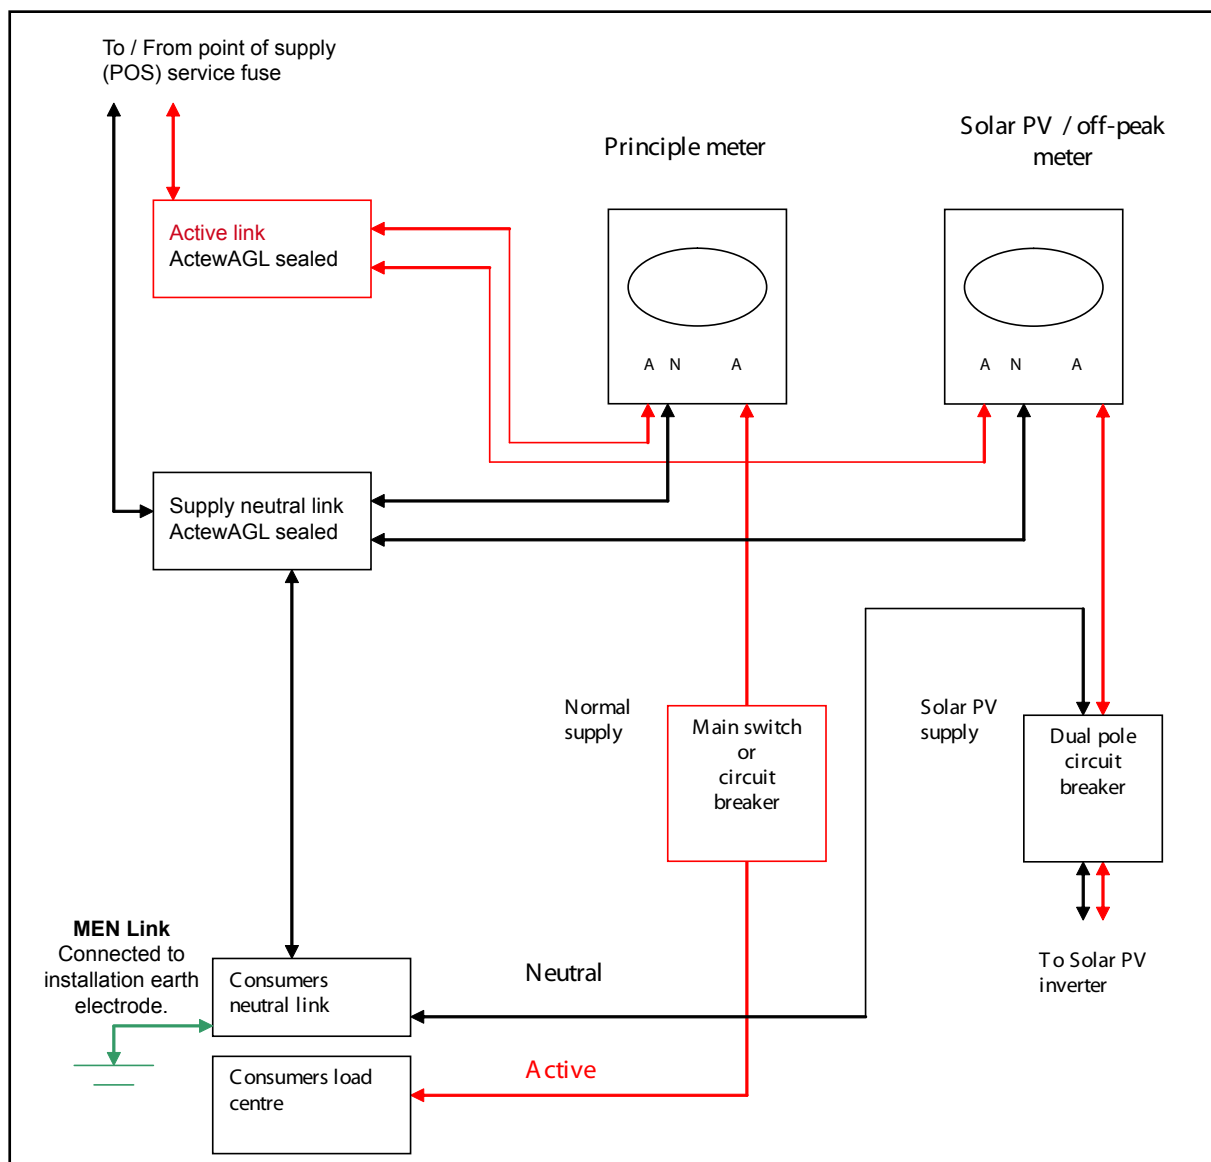 To / From point of supply
(POS) service fuse
Principle meter
Solar PV / off-peak
meter
Active link
ActewAGL sealed
A N A
A N A
Supply neutral link
ActewAGL sealed
Normal
supply
Main switch
or
circuit
breaker
Solar PV
supply
Dual pole
circuit
breaker
MEN Link
Connected to
installation earth
electrode.
Consumers
neutral link
Neutral
To Solar PV
inverter
Consumers load
centre
Active